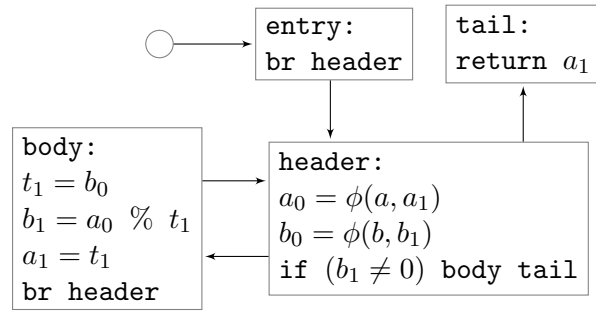 entry:
br header
tail:
return a₁
body:
t₁ = b₀
b₁ = a₀ % t₁
a₁ = t₁
br header
header:
a₀ = ϕ(a, a₁)
b₀ = ϕ(b, b₁)
if (b₁ ≠ 0) body tail